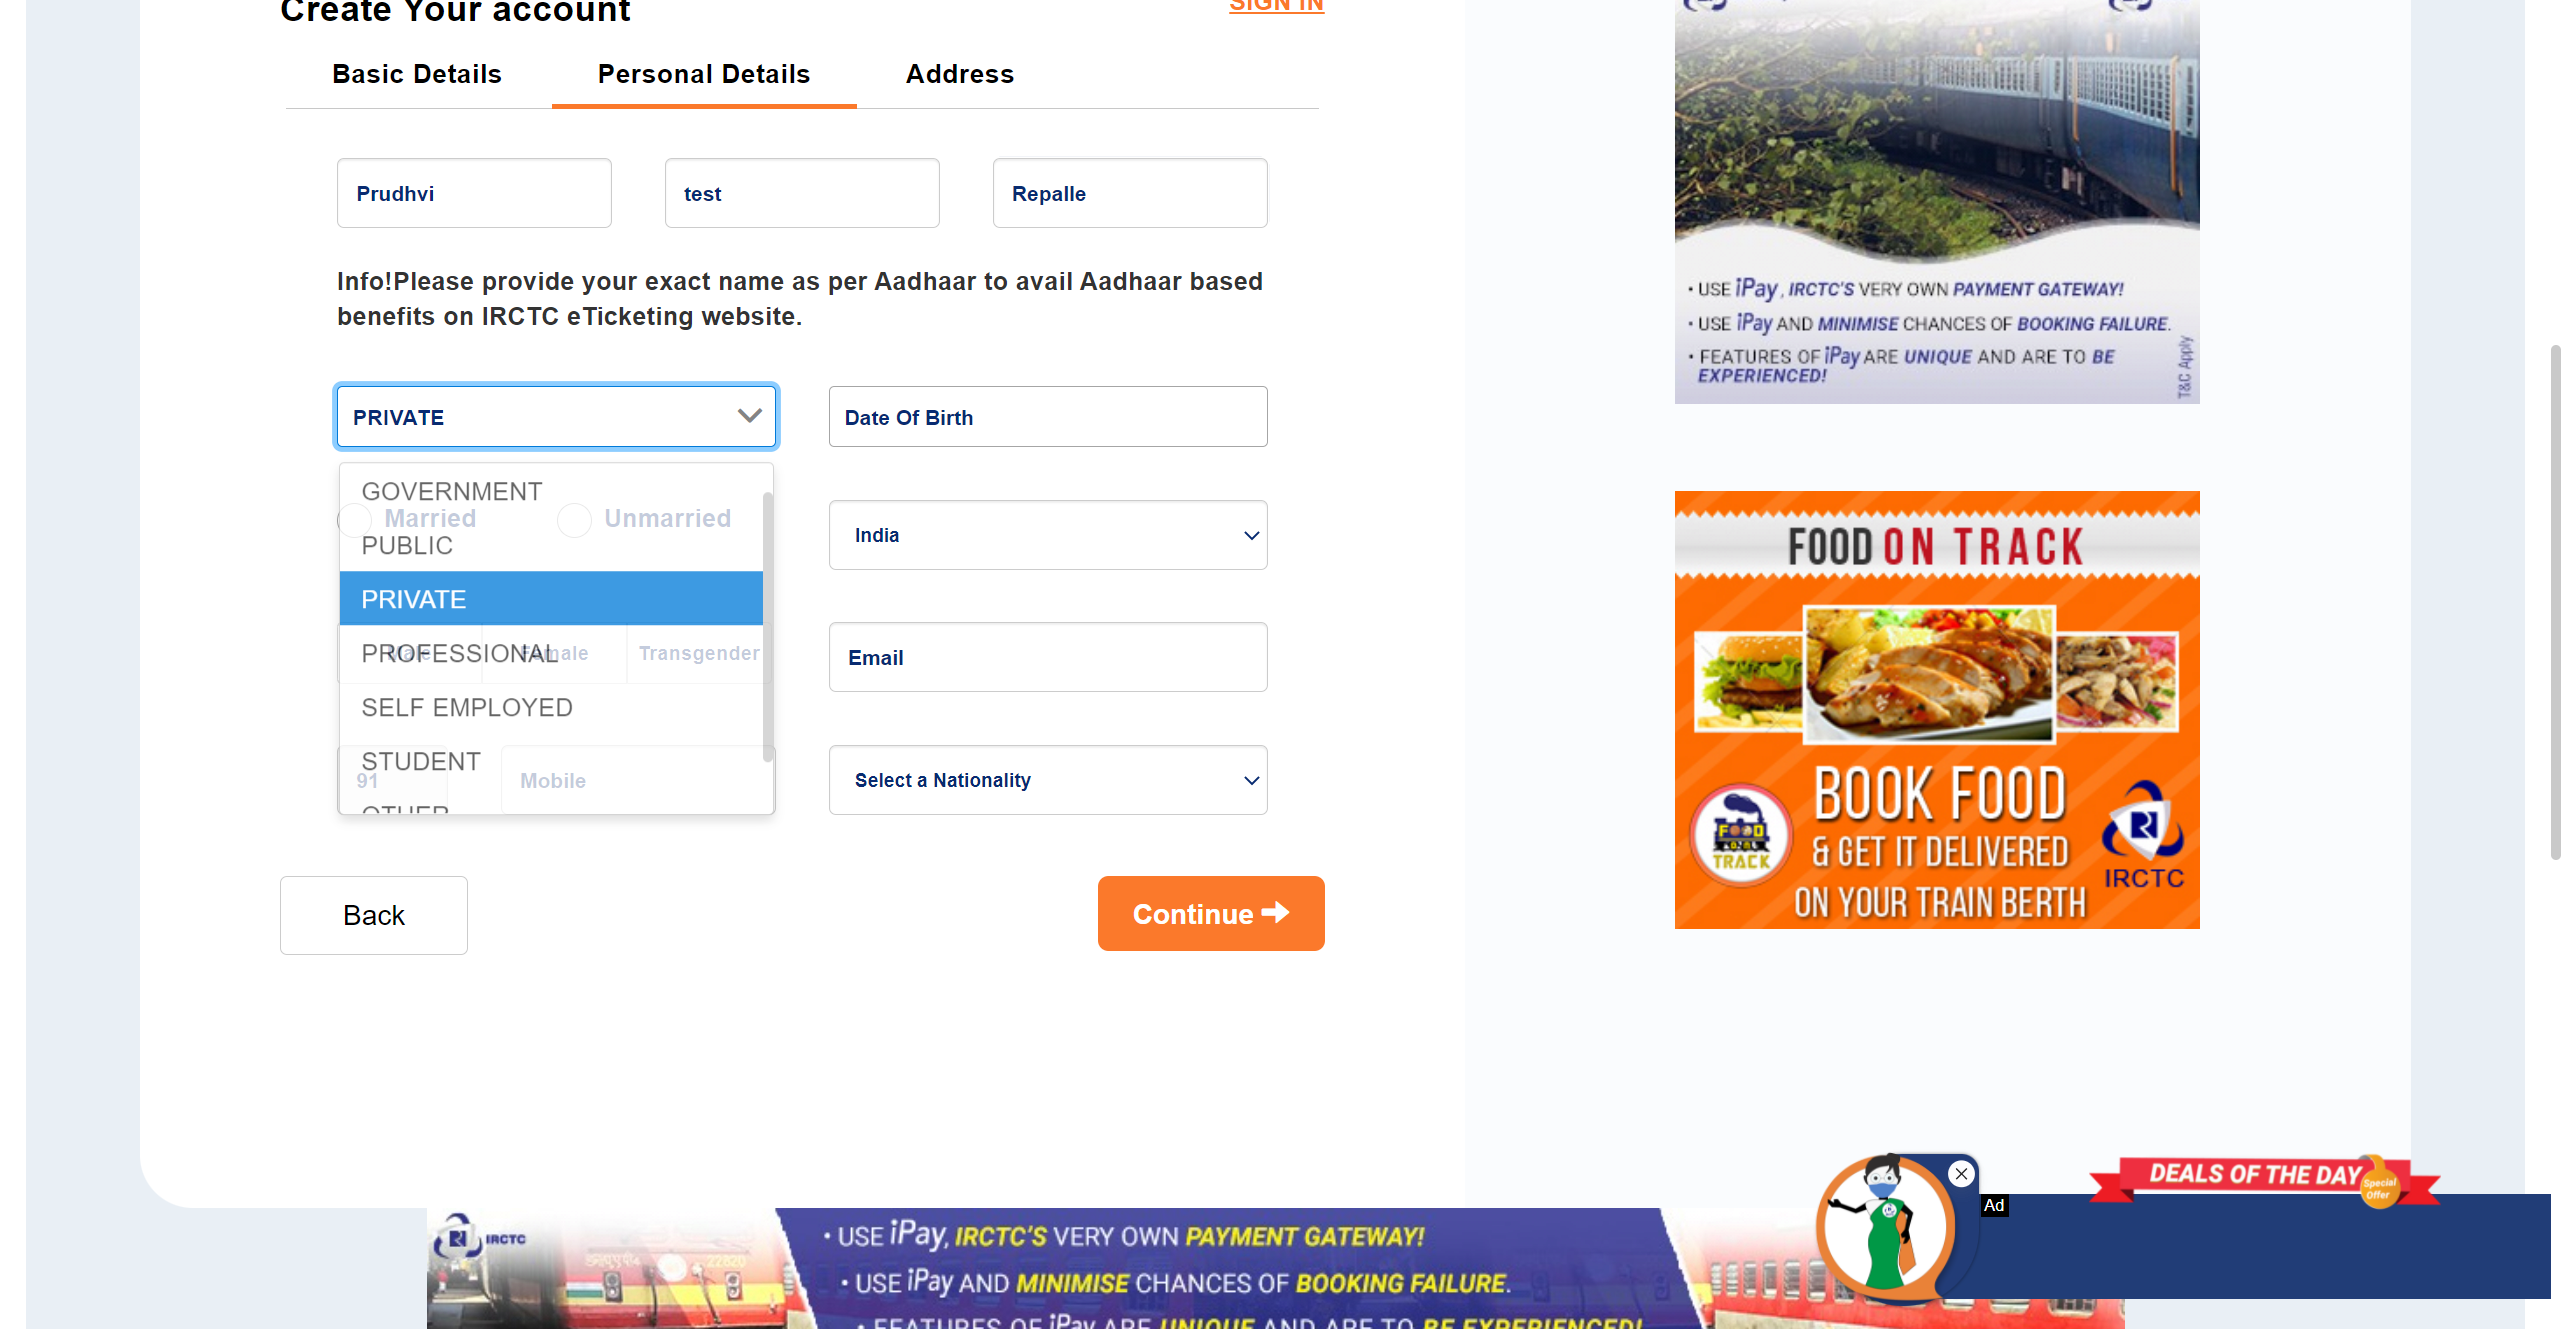 Create Your account
SIGN IN
Basic Details
Personal Details
Address
Prudhvi
test
Repalle
Info!Please provide your exact name as per Aadhaar to avail Aadhaar based
benefits on IRCTC eTicketing website.
PRIVATE
Date Of Birth
GOVERNMENT
Married
Unmarried
PUBLIC
India
PRIVATE
PROFESSIONAL
Male
Female
Transgender
Email
SELF EMPLOYED
STUDENT
91
Mobile
Select a Nationality
OTHER
Back
Continue
• USE iPay, IRCTC'S VERY OWN PAYMENT GATEWAY!
• USE iPay AND MINIMISE CHANCES OF BOOKING FAILURE.
• FEATURES OF iPay ARE UNIQUE AND ARE TO BE
EXPERIENCED!
T&C Apply
FOOD ON TRACK
BOOK FOOD
& GET IT DELIVERED
ON YOUR TRAIN BERTH
FOOD
ON
TRACK
IRCTC
DEALS OF THE DAY
Special
Offer
Ad
IRCTC
22820
• USE iPay, IRCTC'S VERY OWN PAYMENT GATEWAY!
• USE iPay AND MINIMISE CHANCES OF BOOKING FAILURE.
• FEATURES OF iPay ARE UNIQUE AND ARE TO BE EXPERIENCED!